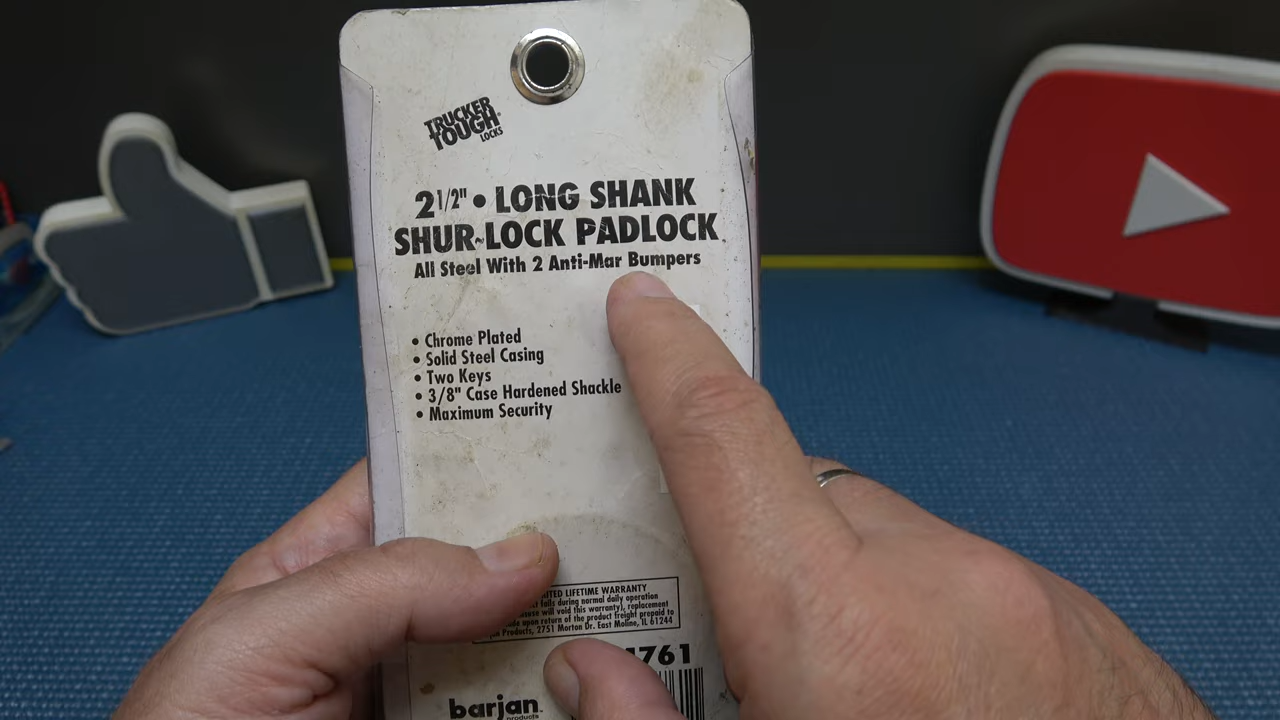 TRUCKER
TOUGH
LOCKS
2 1/2" • LONG SHANK
SHUR-LOCK PADLOCK
All Steel With 2 Anti-Mar Bumpers
• Chrome Plated
• Solid Steel Casing
• Two Keys
• 3/8" Case Hardened Shackle
• Maximum Security
LIFETIME WARRANTY
fails during normal daily operation
will void this warranty), replacement
upon return of the product freight prepaid to
Products, 2751 Morton Dr. East Moline, IL 61244
1761
barjan
products